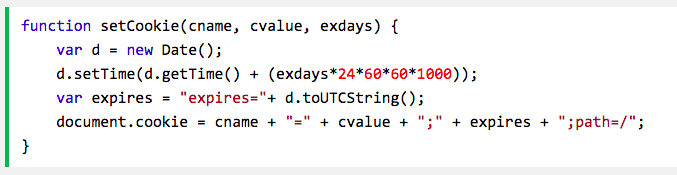 function setCookie(cname, cvalue, exdays) {
    var d = new Date();
    d.setTime(d.getTime() + (exdays*24*60*60*1000));
    var expires = "expires="+ d.toUTCString();
    document.cookie = cname + "=" + cvalue + ";" + expires + ";path=/";
}